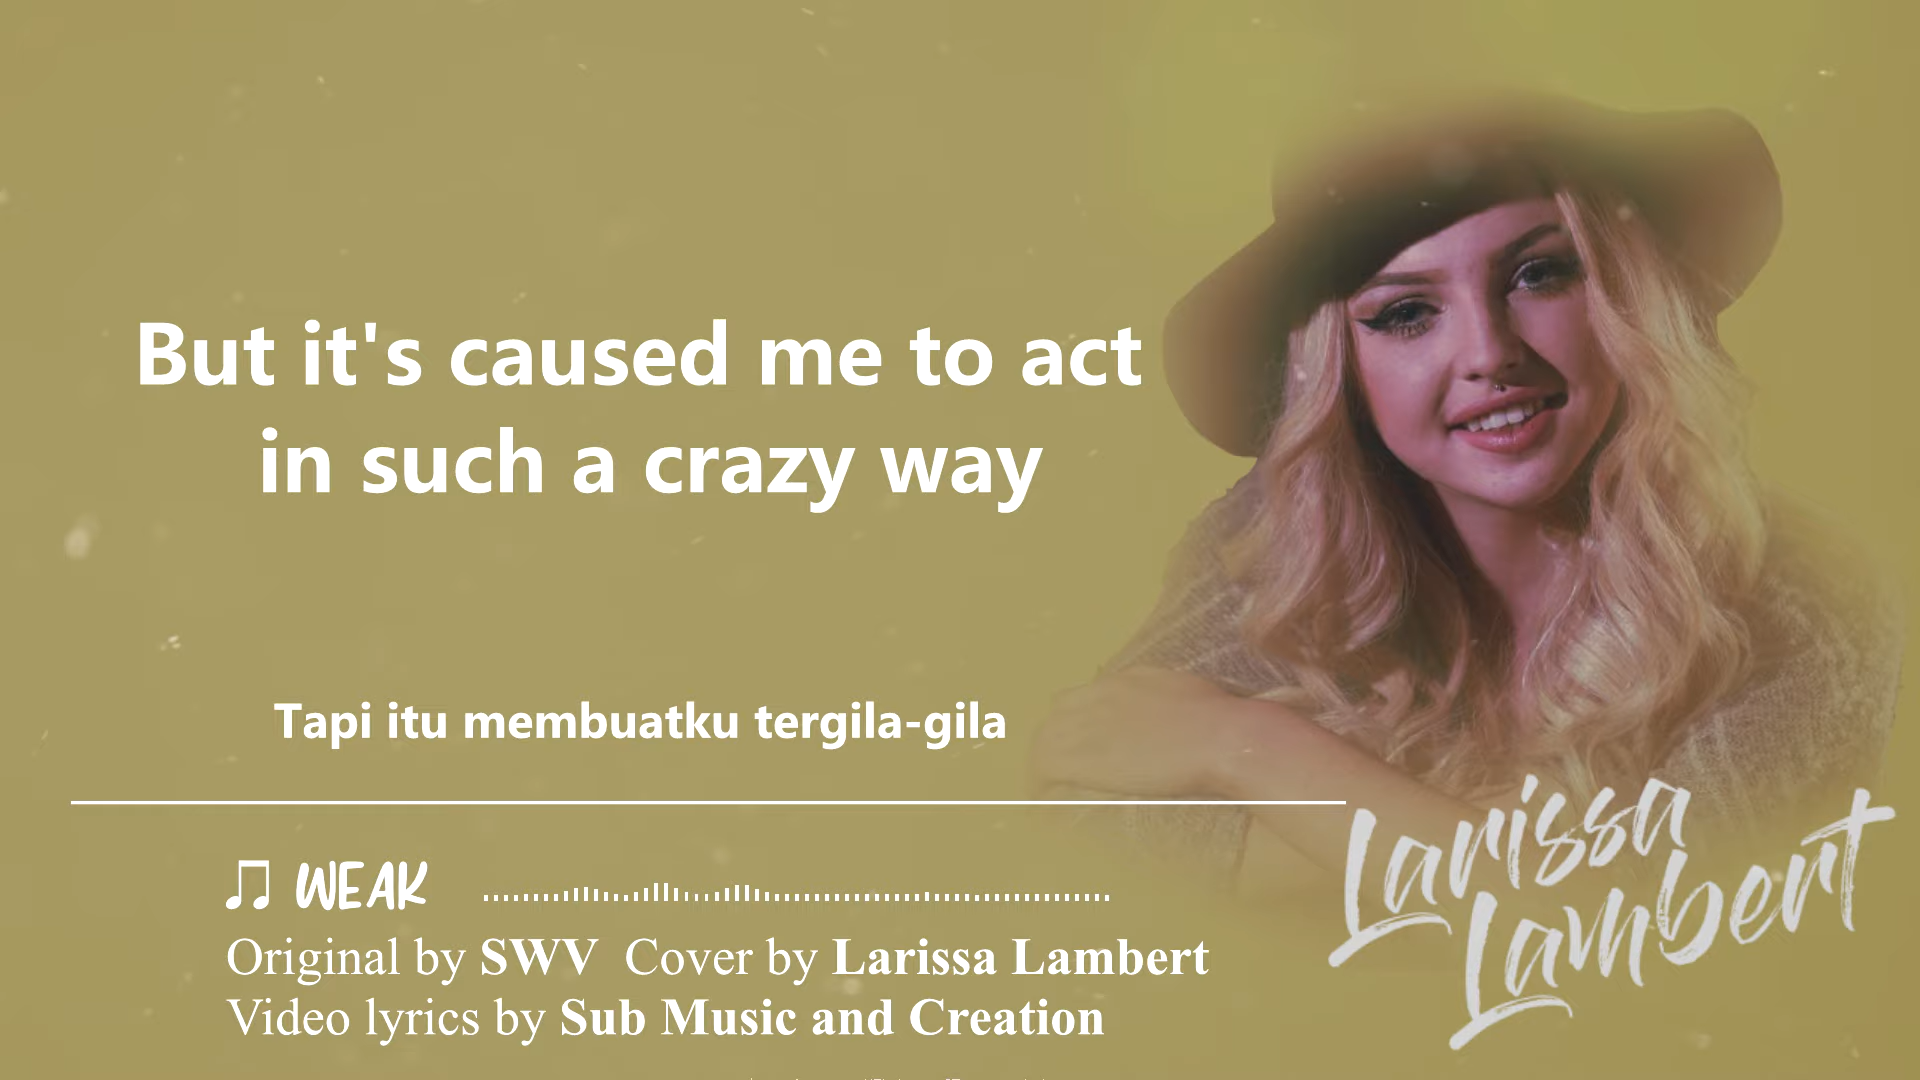 But it's caused me to act
in such a crazy way
Tapi itu membuatku tergila-gila
WEAK
Original by SWV  Cover by Larissa Lambert
Video lyrics by Sub Music and Creation
Larissa
Lambert